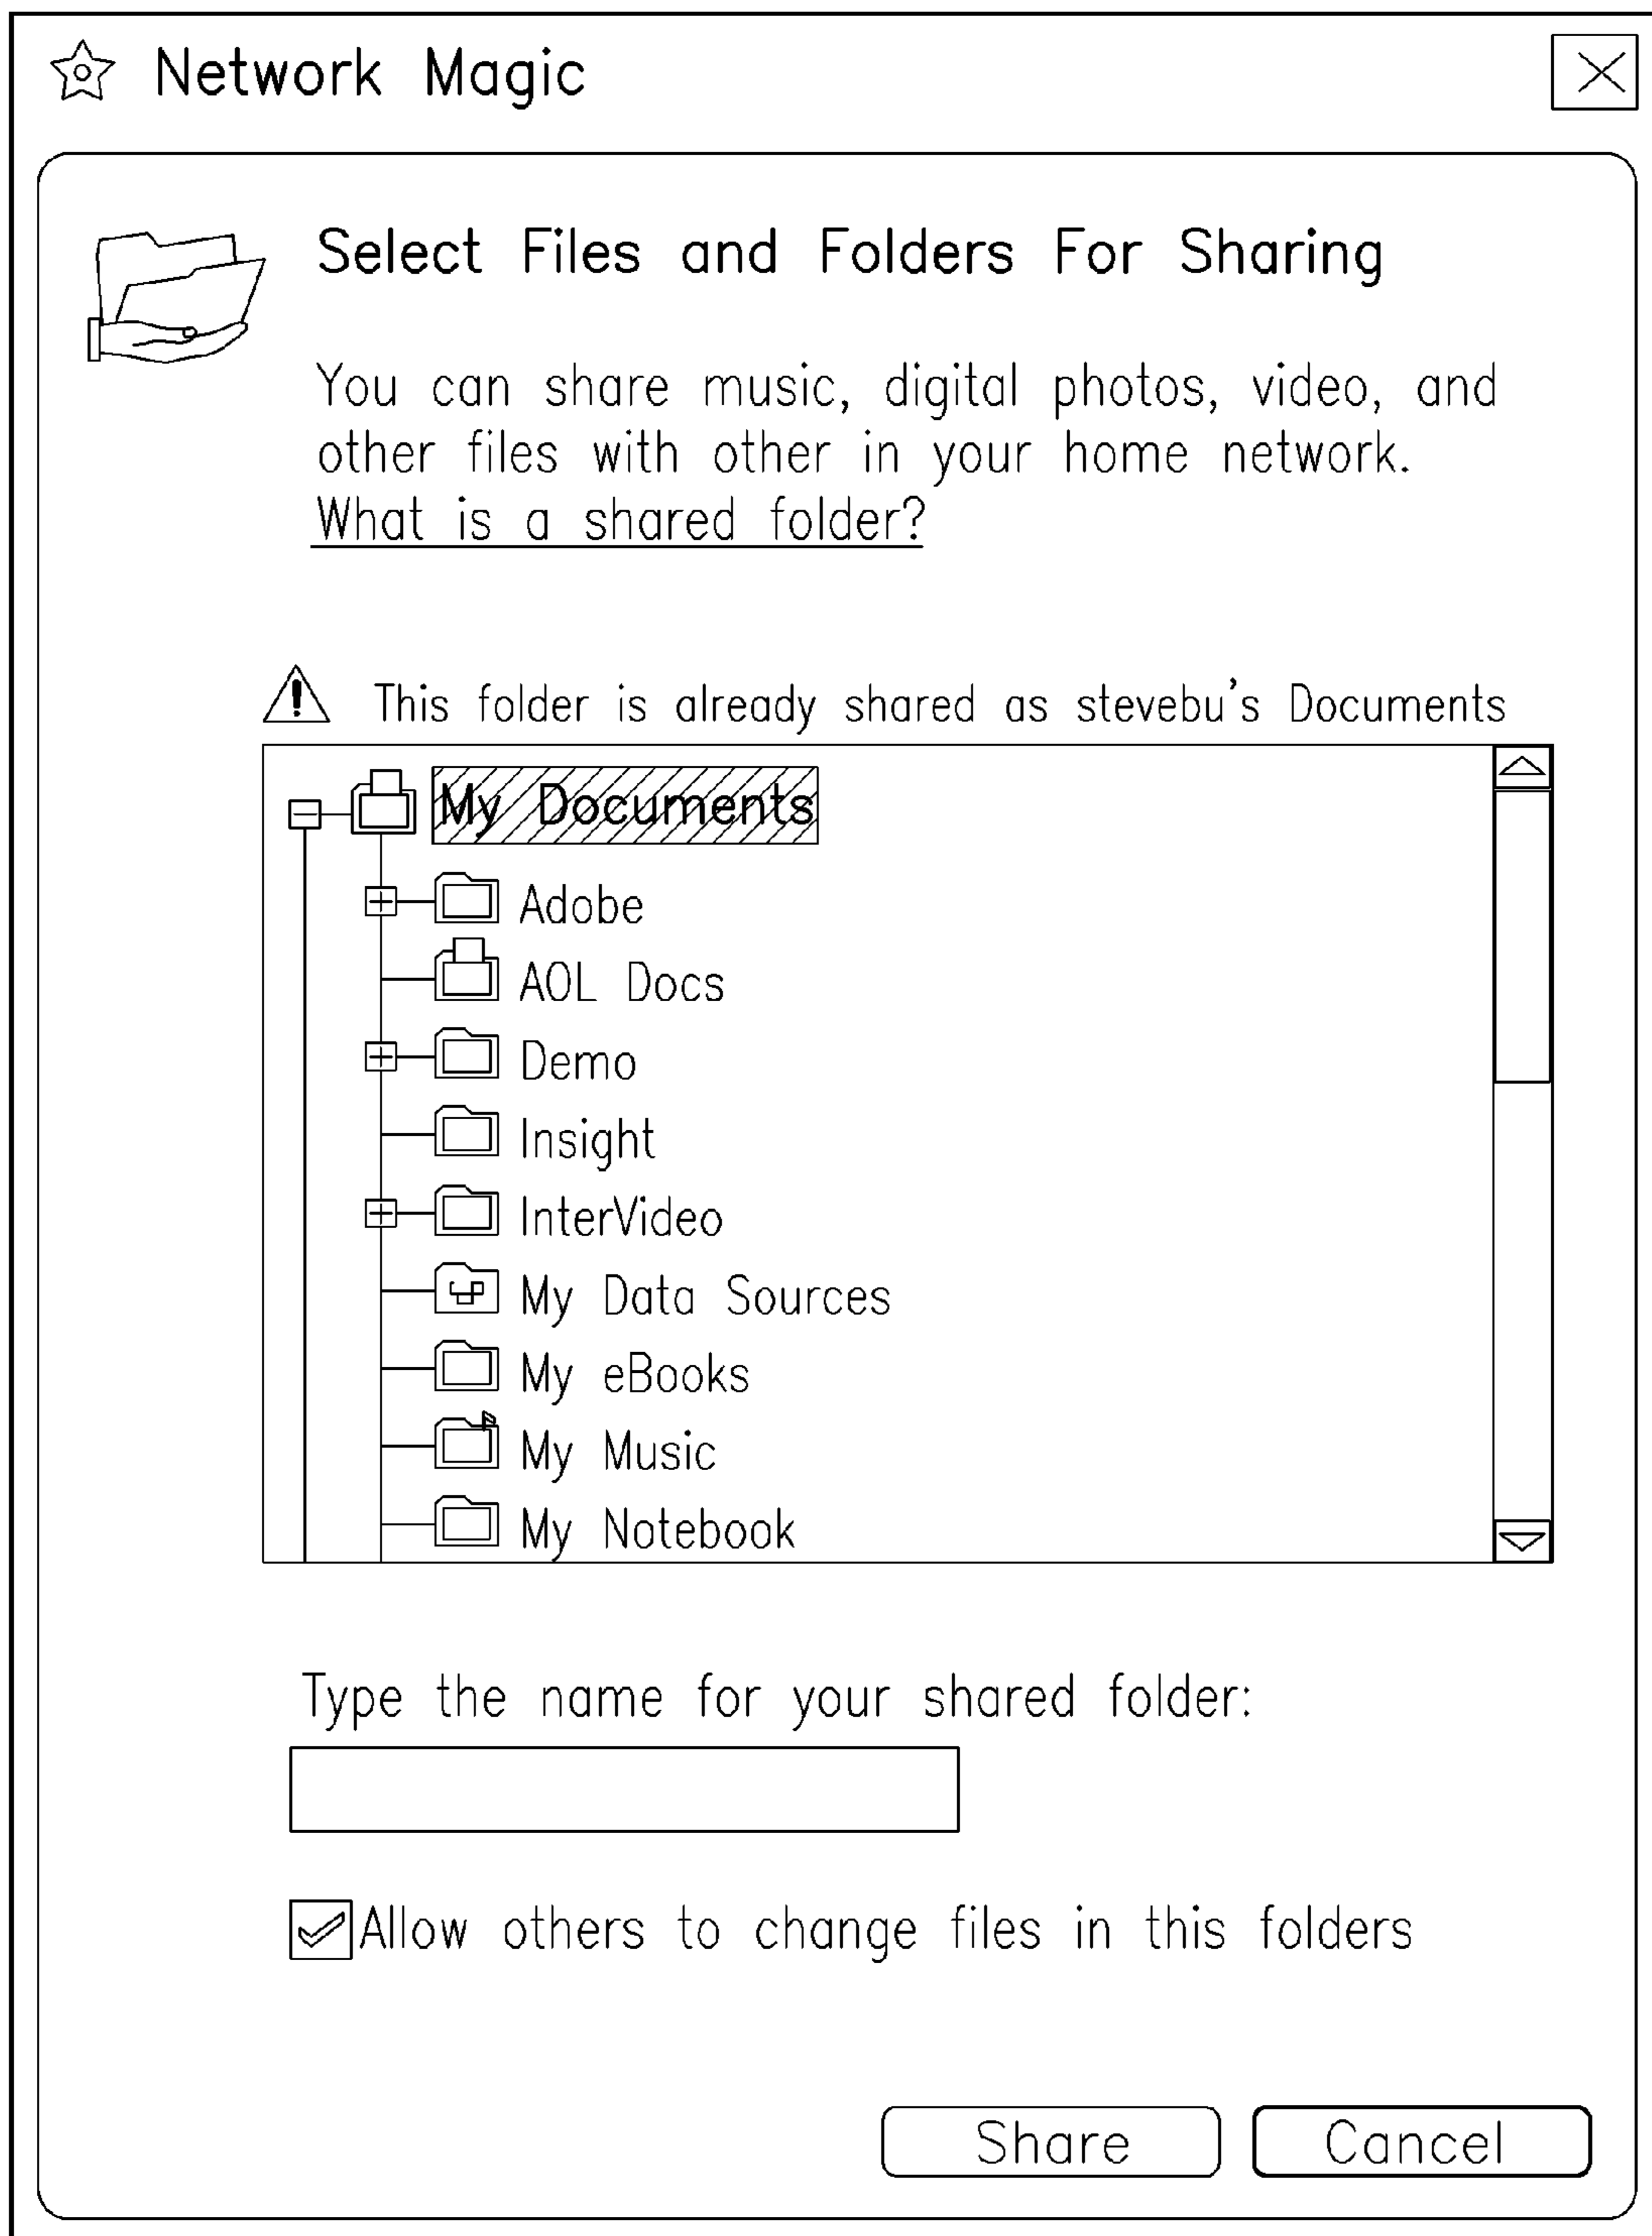 Network Magic
Select Files and Folders For Sharing
You can share music, digital photos, video, and
other files with other in your home network.
What is a shared folder?
This folder is already shared as stevebu's Documents
My Documents
Adobe
AOL Docs
Demo
Insight
InterVideo
My Data Sources
My eBooks
My Music
My Notebook
Type the name for your shared folder:
Allow others to change files in this folders
Share Cancel